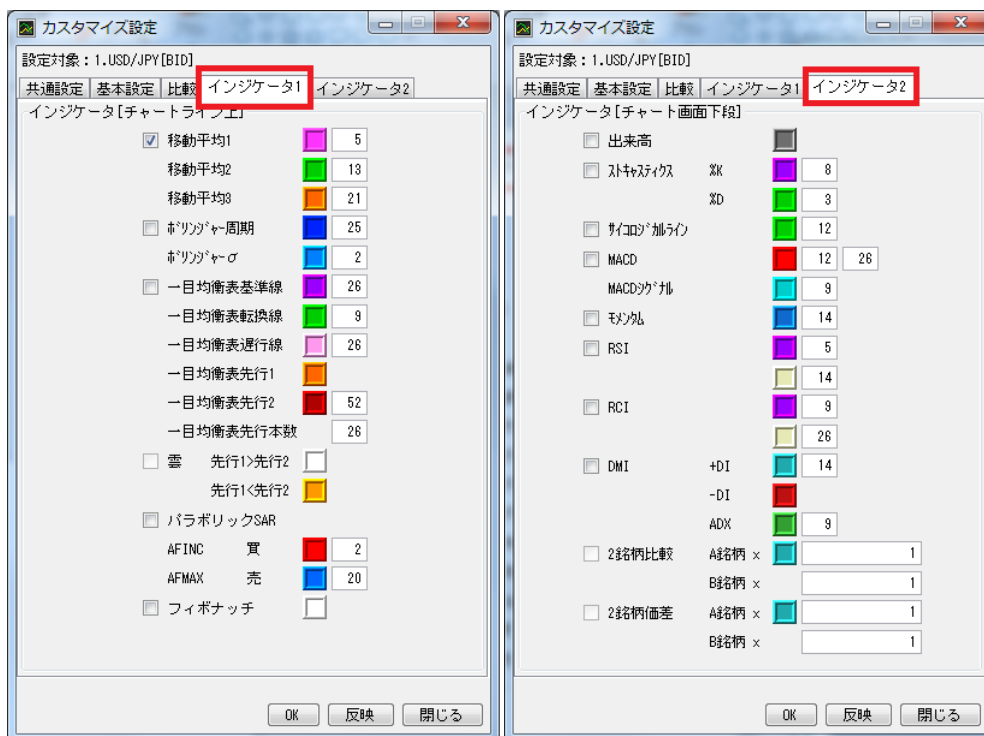 カスタマイズ設定
設定対象：1.USD/JPY[BID]
共通設定 基本設定 比較 インジケータ1 インジケータ2
インジケータ[チャートライン上]
移動平均1 5
移動平均2 13
移動平均3 21
ﾎﾞﾘﾝｼﾞｬｰ周期 25
ﾎﾞﾘﾝｼﾞｬｰσ 2
一目均衡表基準線 26
一目均衡表転換線 9
一目均衡表遅行線 26
一目均衡表先行1
一目均衡表先行2 52
一目均衡表先行本数 26
雲 先行1>先行2
先行1<先行2
パラボリックSAR
AFINC 買 2
AFMAX 売 20
フィボナッチ
OK 反映 閉じる
カスタマイズ設定
設定対象：1.USD/JPY[BID]
共通設定 基本設定 比較 インジケータ1 インジケータ2
インジケータ[チャート画面下段]
出来高
ｽﾄｷｬｽﾃｨｸｽ %K 8
%D 3
ｻｲｺﾛｼﾞｶﾙﾗｲﾝ 12
MACD 12 26
MACDｼｸﾞﾅﾙ 9
ﾓﾒﾝﾀﾑ 14
RSI 5
14
RCI 9
26
DMI +DI 14
-DI
ADX 9
2銘柄比較 A銘柄 x 1
B銘柄 x 1
2銘柄価差 A銘柄 x 1
B銘柄 x 1
OK 反映 閉じる